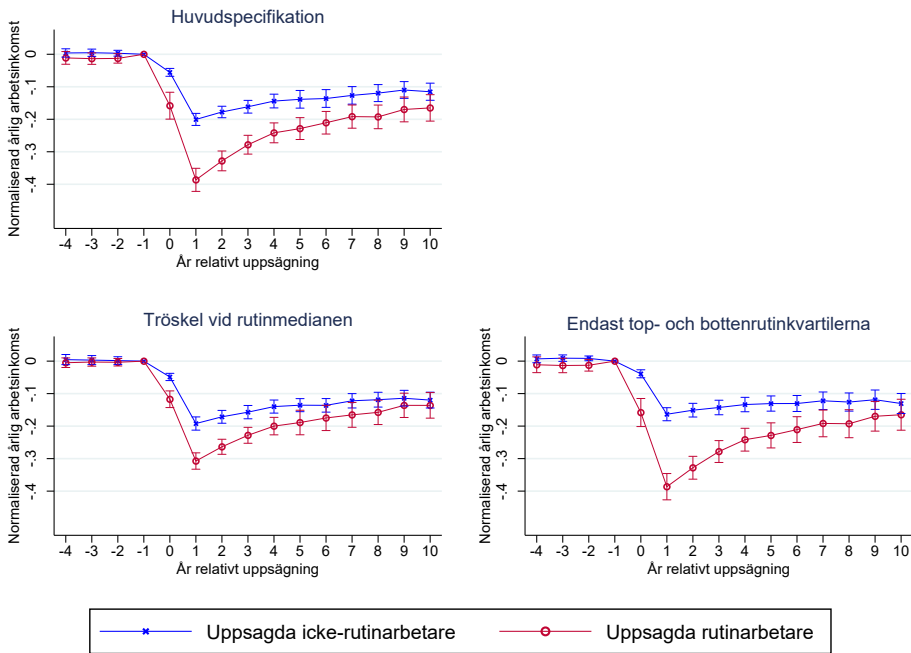 Huvudspecifikation
Normaliserad årlig arbetsinkomst
0
-.1
-.2
-.3
-.4
-4 -3 -2 -1 0 1 2 3 4 5 6 7 8 9 10
År relativt uppsägning
Tröskel vid rutinmedianen
Normaliserad årlig arbetsinkomst
0
-.1
-.2
-.3
-.4
-4 -3 -2 -1 0 1 2 3 4 5 6 7 8 9 10
År relativt uppsägning
Endast top- och bottenrutinkvartilerna
Normaliserad årlig arbetsinkomst
0
-.1
-.2
-.3
-.4
-4 -3 -2 -1 0 1 2 3 4 5 6 7 8 9 10
År relativt uppsägning
Uppsagda icke-rutinarbetare
Uppsagda rutinarbetare